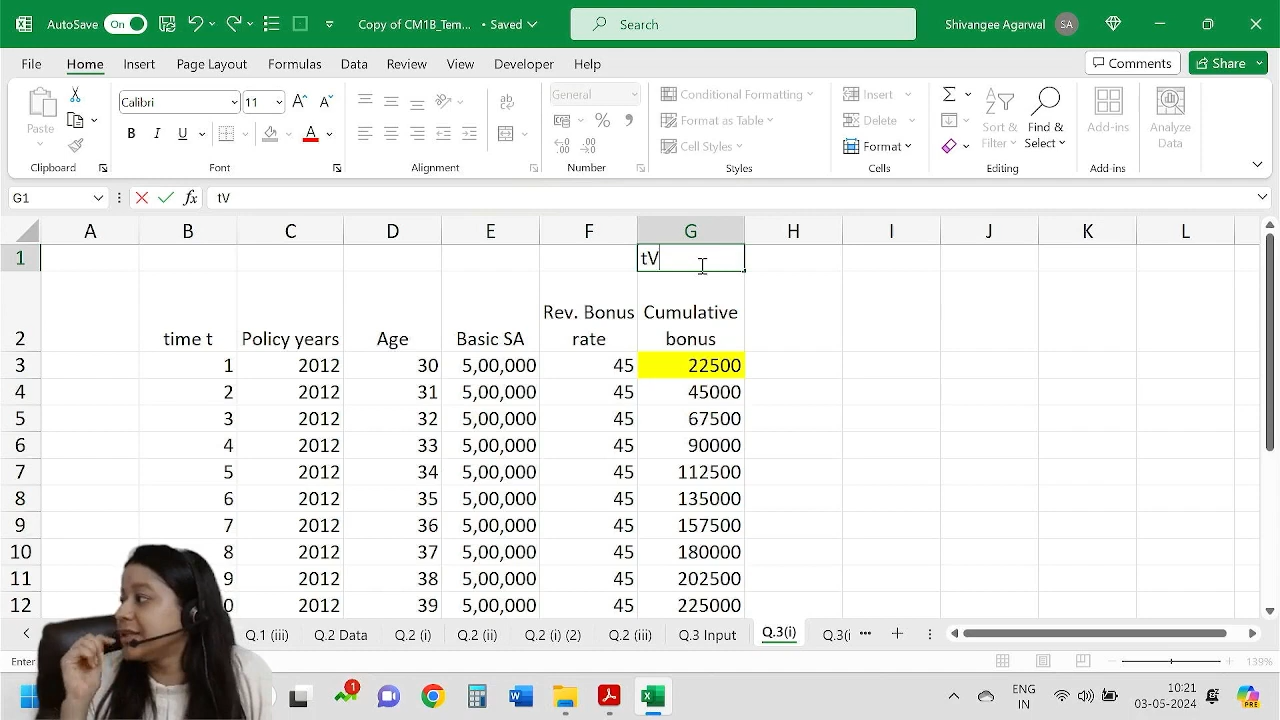 AutoSave On Copy of CM1B_Tem... • Saved Search Shivangee Agarwal SA
File Home Insert Page Layout Formulas Data Review View Developer Help Comments Share
Paste Calibri 11 A A ab General Conditional Formatting Insert Σ
B I U A % Format as Table Delete Sort & Filter Find & Select Add-ins Analyze Data
Cell Styles Format
Clipboard Font Alignment Number Styles Cells Editing Add-ins
G1 fx tV
A B C D E F G H I J K L
1 tV
2 time t Policy years Age Basic SA Rev. Bonus rate Cumulative bonus
3 1 2012 30 5,00,000 45 22500
4 2 2012 31 5,00,000 45 45000
5 3 2012 32 5,00,000 45 67500
6 4 2012 33 5,00,000 45 90000
7 5 2012 34 5,00,000 45 112500
8 6 2012 35 5,00,000 45 135000
9 7 2012 36 5,00,000 45 157500
10 8 2012 37 5,00,000 45 180000
11 9 2012 38 5,00,000 45 202500
12 0 2012 39 5,00,000 45 225000
Q.1 (iii) Q.2 Data Q.2 (i) Q.2 (ii) Q.2 (i) (2) Q.2 (iii) Q.3 Input Q.3(i) Q.3(i ...
Enter 139%
1 ENG IN 10:21 03-05-2024 PRE